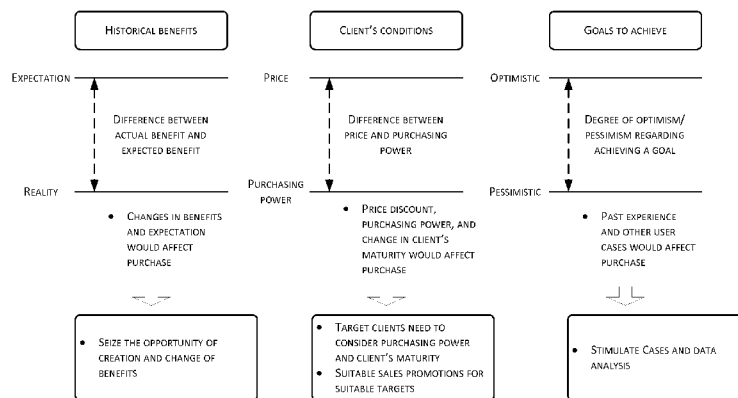 HISTORICAL BENEFITS
EXPECTATION
DIFFERENCE BETWEEN
ACTUAL BENEFIT AND
EXPECTED BENEFIT
REALITY
• CHANGES IN BENEFITS
AND EXPECTATION
WOULD AFFECT
PURCHASE
• SEIZE THE OPPORTUNITY OF
CREATION AND CHANGE OF
BENEFITS
CLIENT'S CONDITIONS
PRICE
DIFFERENCE BETWEEN
PRICE AND PURCHASING
POWER
PURCHASING
POWER
• PRICE DISCOUNT,
PURCHASING POWER, AND
CHANGE IN CLIENT'S
MATURITY WOULD AFFECT
PURCHASE
• TARGET CLIENTS NEED TO
CONSIDER PURCHASING POWER
AND CLIENT'S MATURITY
• SUITABLE SALES PROMOTIONS FOR
SUITABLE TARGETS
GOALS TO ACHIEVE
OPTIMISTIC
DEGREE OF OPTIMISM/
PESSIMISM REGARDING
ACHIEVING A GOAL
PESSIMISTIC
• PAST EXPERIENCE
AND OTHER USER
CASES WOULD AFFECT
PURCHASE
• STIMULATE CASES AND DATA
ANALYSIS